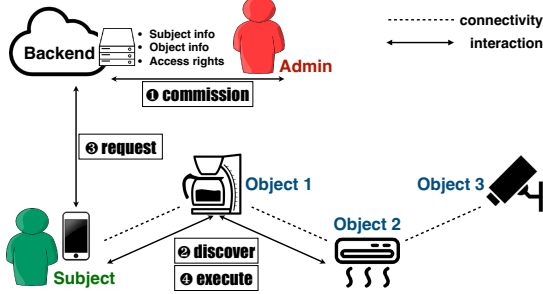 connectivity
interaction
Backend
• Subject info
• Object info
• Access rights
Admin
❶ commission
❸ request
Object 1
Object 3
Object 2
❷ discover
❹ execute
Subject